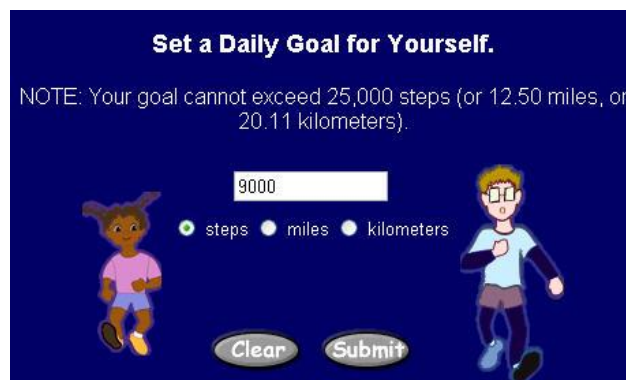 Set a Daily Goal for Yourself.
NOTE: Your goal cannot exceed 25,000 steps (or 12.50 miles, or
20.11 kilometers).
9000
steps miles kilometers
Clear Submit